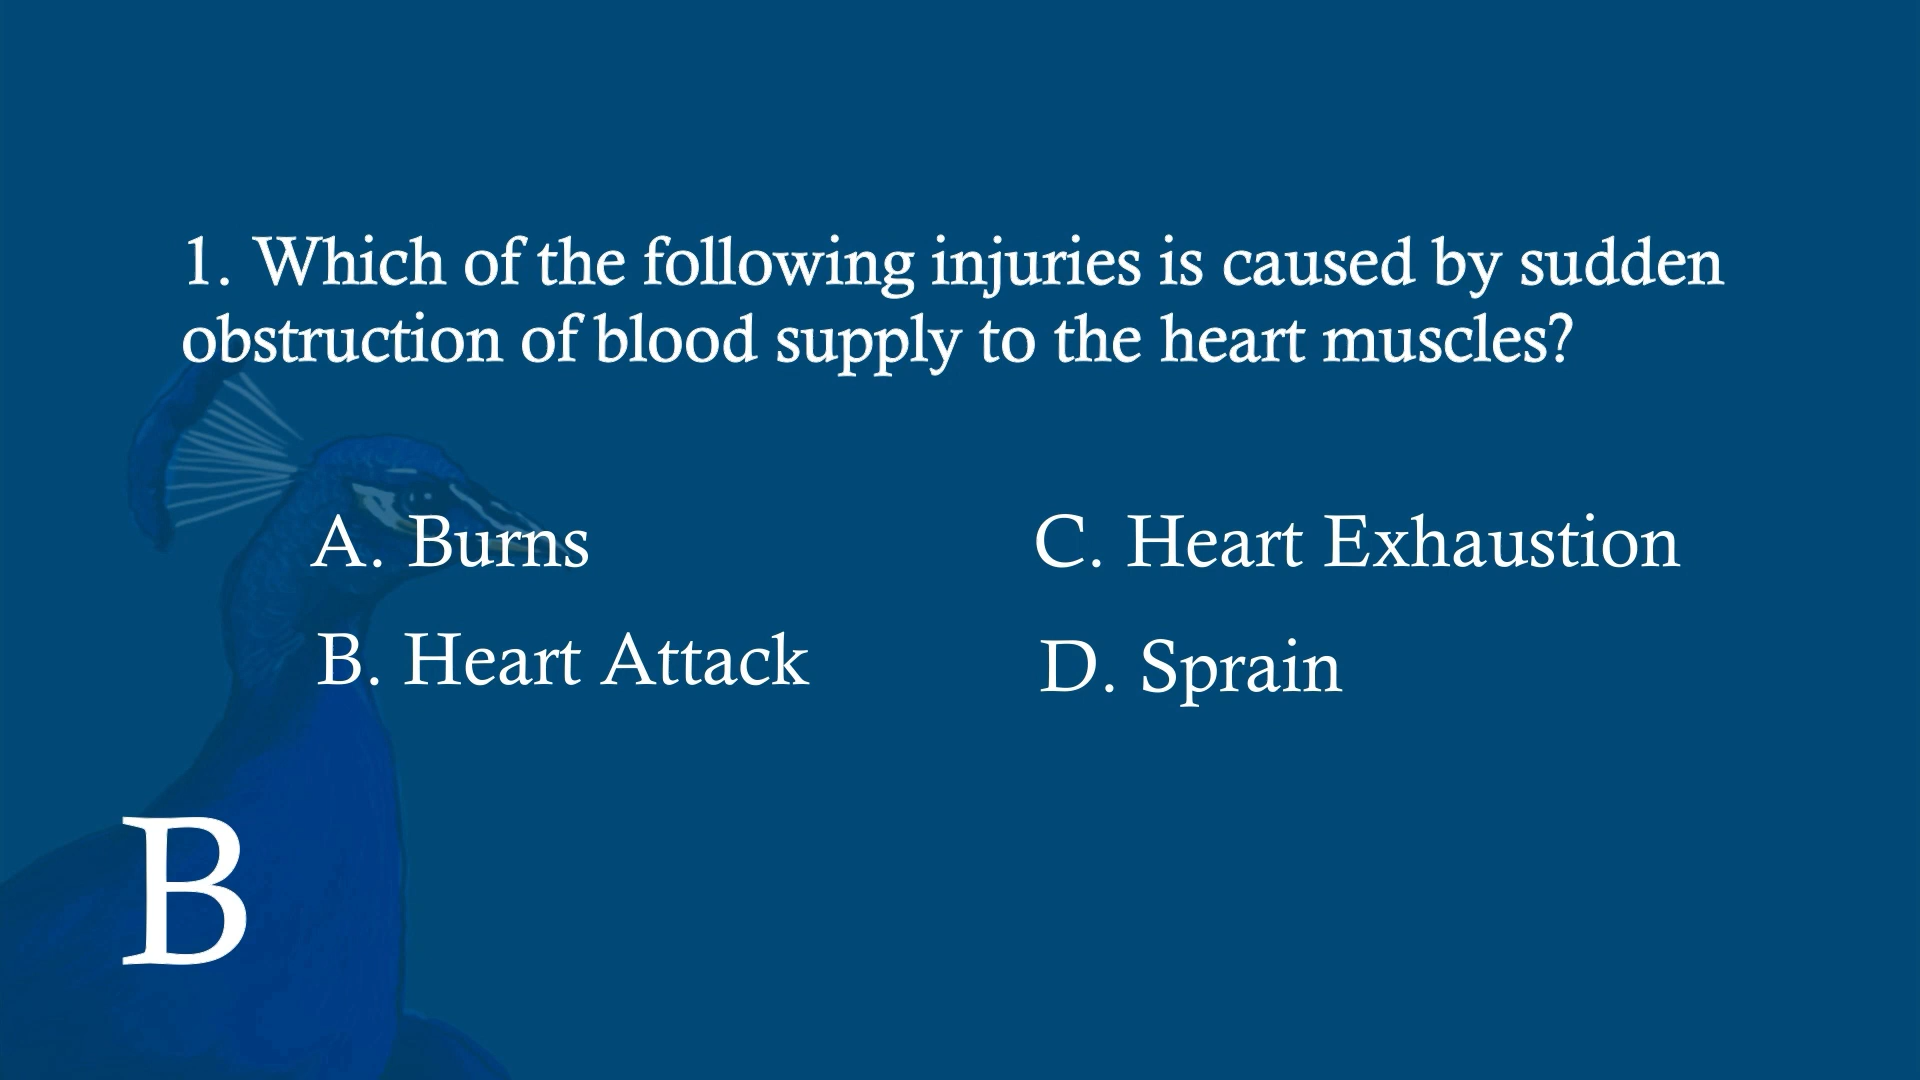 1. Which of the following injuries is caused by sudden
obstruction of blood supply to the heart muscles?
A. Burns
B. Heart Attack
C. Heart Exhaustion
D. Sprain
B